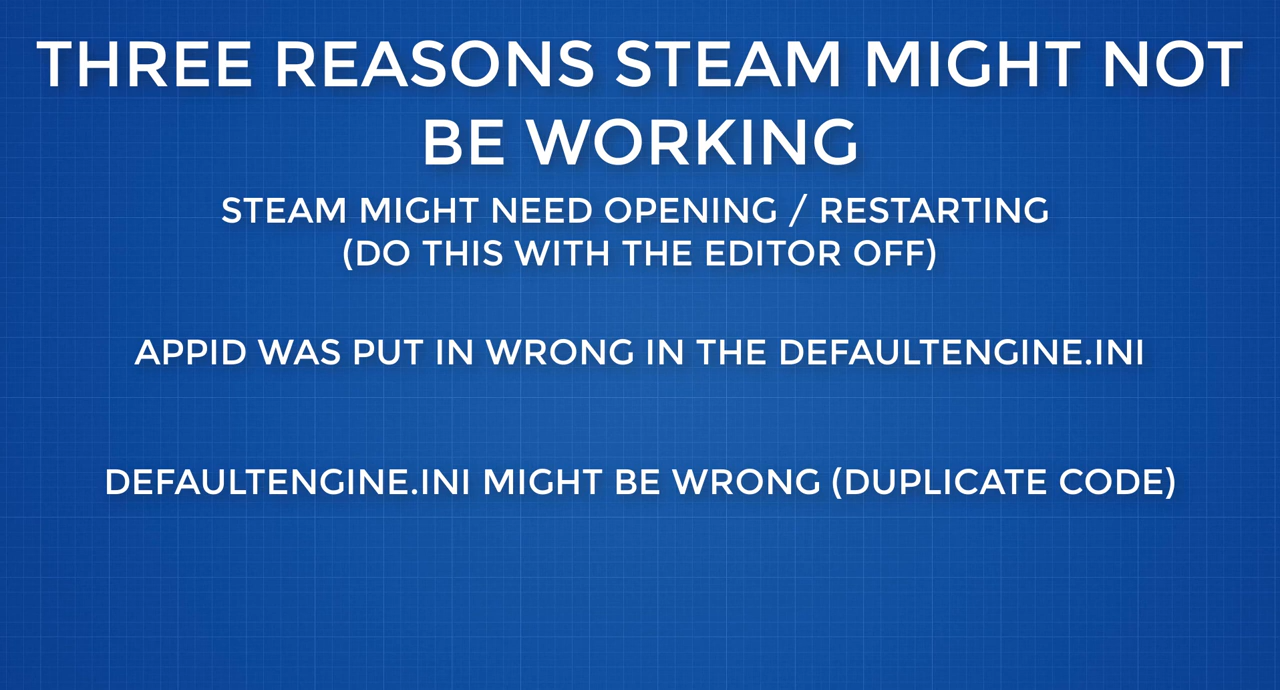 THREE REASONS STEAM MIGHT NOT
BE WORKING
STEAM MIGHT NEED OPENING / RESTARTING
(DO THIS WITH THE EDITOR OFF)
APPID WAS PUT IN WRONG IN THE DEFAULTENGINE.INI
DEFAULTENGINE.INI MIGHT BE WRONG (DUPLICATE CODE)